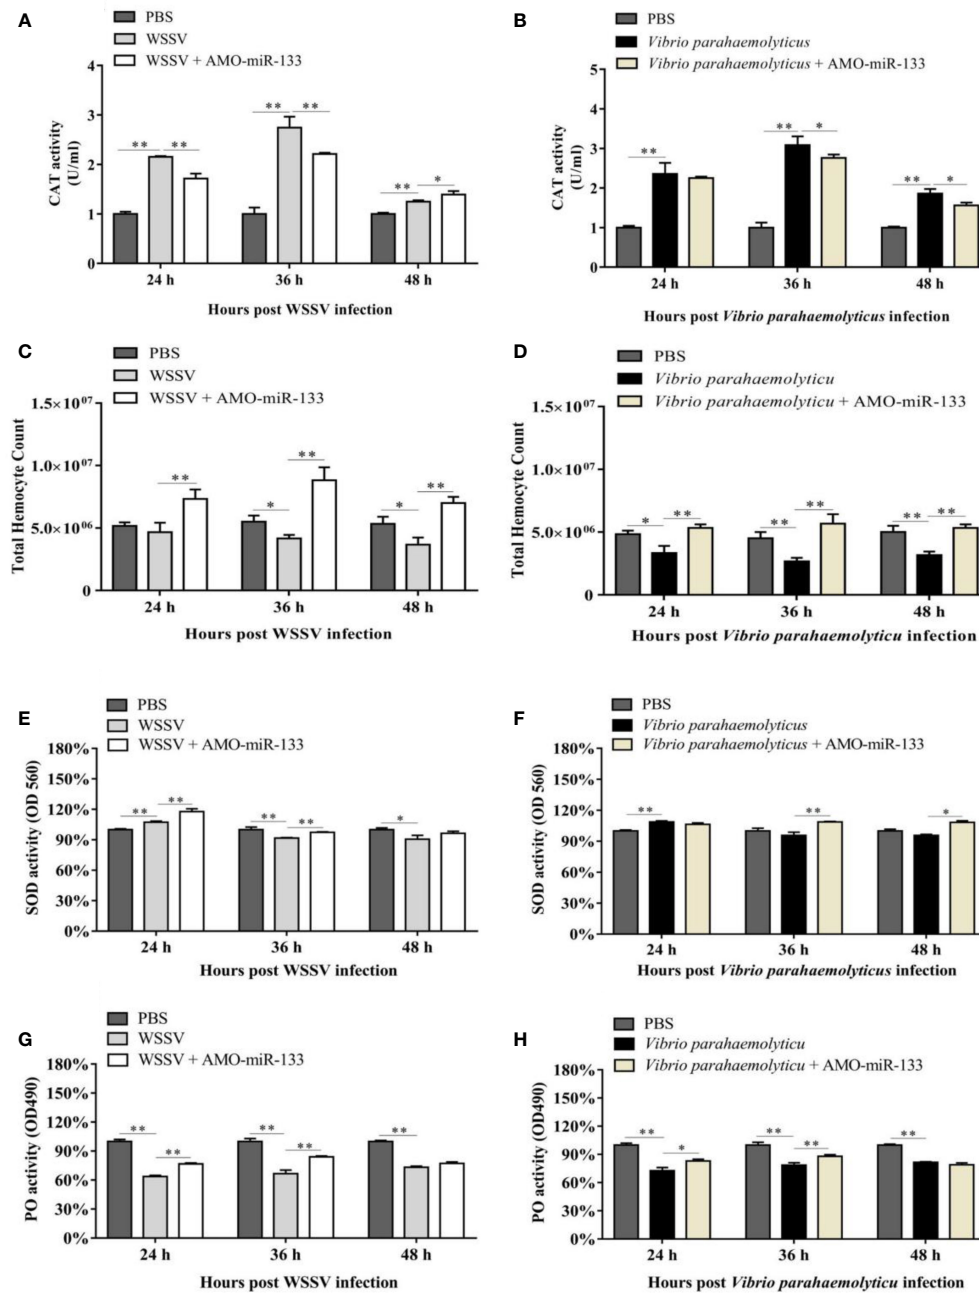 A
PBS
WSSV
WSSV + AMO-miR-133
CAT activity
(U/ml)
4
3
2
1
0
** ** ** ** ** *
24 h 36 h 48 h
Hours post WSSV infection
B
PBS
Vibrio parahaemolyticus
Vibrio parahaemolyticus + AMO-miR-133
CAT activity
(U/ml)
5
4
3
2
1
0
** ** * ** *
24 h 36 h 48 h
Hours post Vibrio parahaemolyticus infection
C
PBS
WSSV
WSSV + AMO-miR-133
Total Hemocyte Count
1.5×10⁰⁷
1.0×10⁰⁷
5.0×10⁰⁶
0
** * ** * **
24 h 36 h 48 h
Hours post WSSV infection
D
PBS
Vibrio parahaemolyticu
Vibrio parahaemolyticu + AMO-miR-133
Total Hemocyte Count
1.5×10⁰⁷
1.0×10⁰⁷
5.0×10⁰⁶
0
* ** ** ** ** **
24 h 36 h 48 h
Hours post Vibrio parahaemolyticu infection
E
PBS
WSSV
WSSV + AMO-miR-133
SOD activity (OD 560)
180%
150%
120%
90%
60%
30%
0%
** ** ** ** *
24 h 36 h 48 h
Hours post WSSV infection
F
PBS
Vibrio parahaemolyticus
Vibrio parahaemolyticus + AMO-miR-133
SOD activity (OD 560)
180%
150%
120%
90%
60%
30%
0%
** ** *
24 h 36 h 48 h
Hours post Vibrio parahaemolyticus infection
G
PBS
WSSV
WSSV + AMO-miR-133
PO activity (OD490)
180%
150%
120%
90%
60%
30%
0%
** ** ** ** **
24 h 36 h 48 h
Hours post WSSV infection
H
PBS
Vibrio parahaemolyticu
Vibrio parahaemolyticu + AMO-miR-133
PO activity (OD490)
180%
150%
120%
90%
60%
30%
0%
** * ** ** **
24 h 36 h 48 h
Hours post Vibrio parahaemolyticu infection